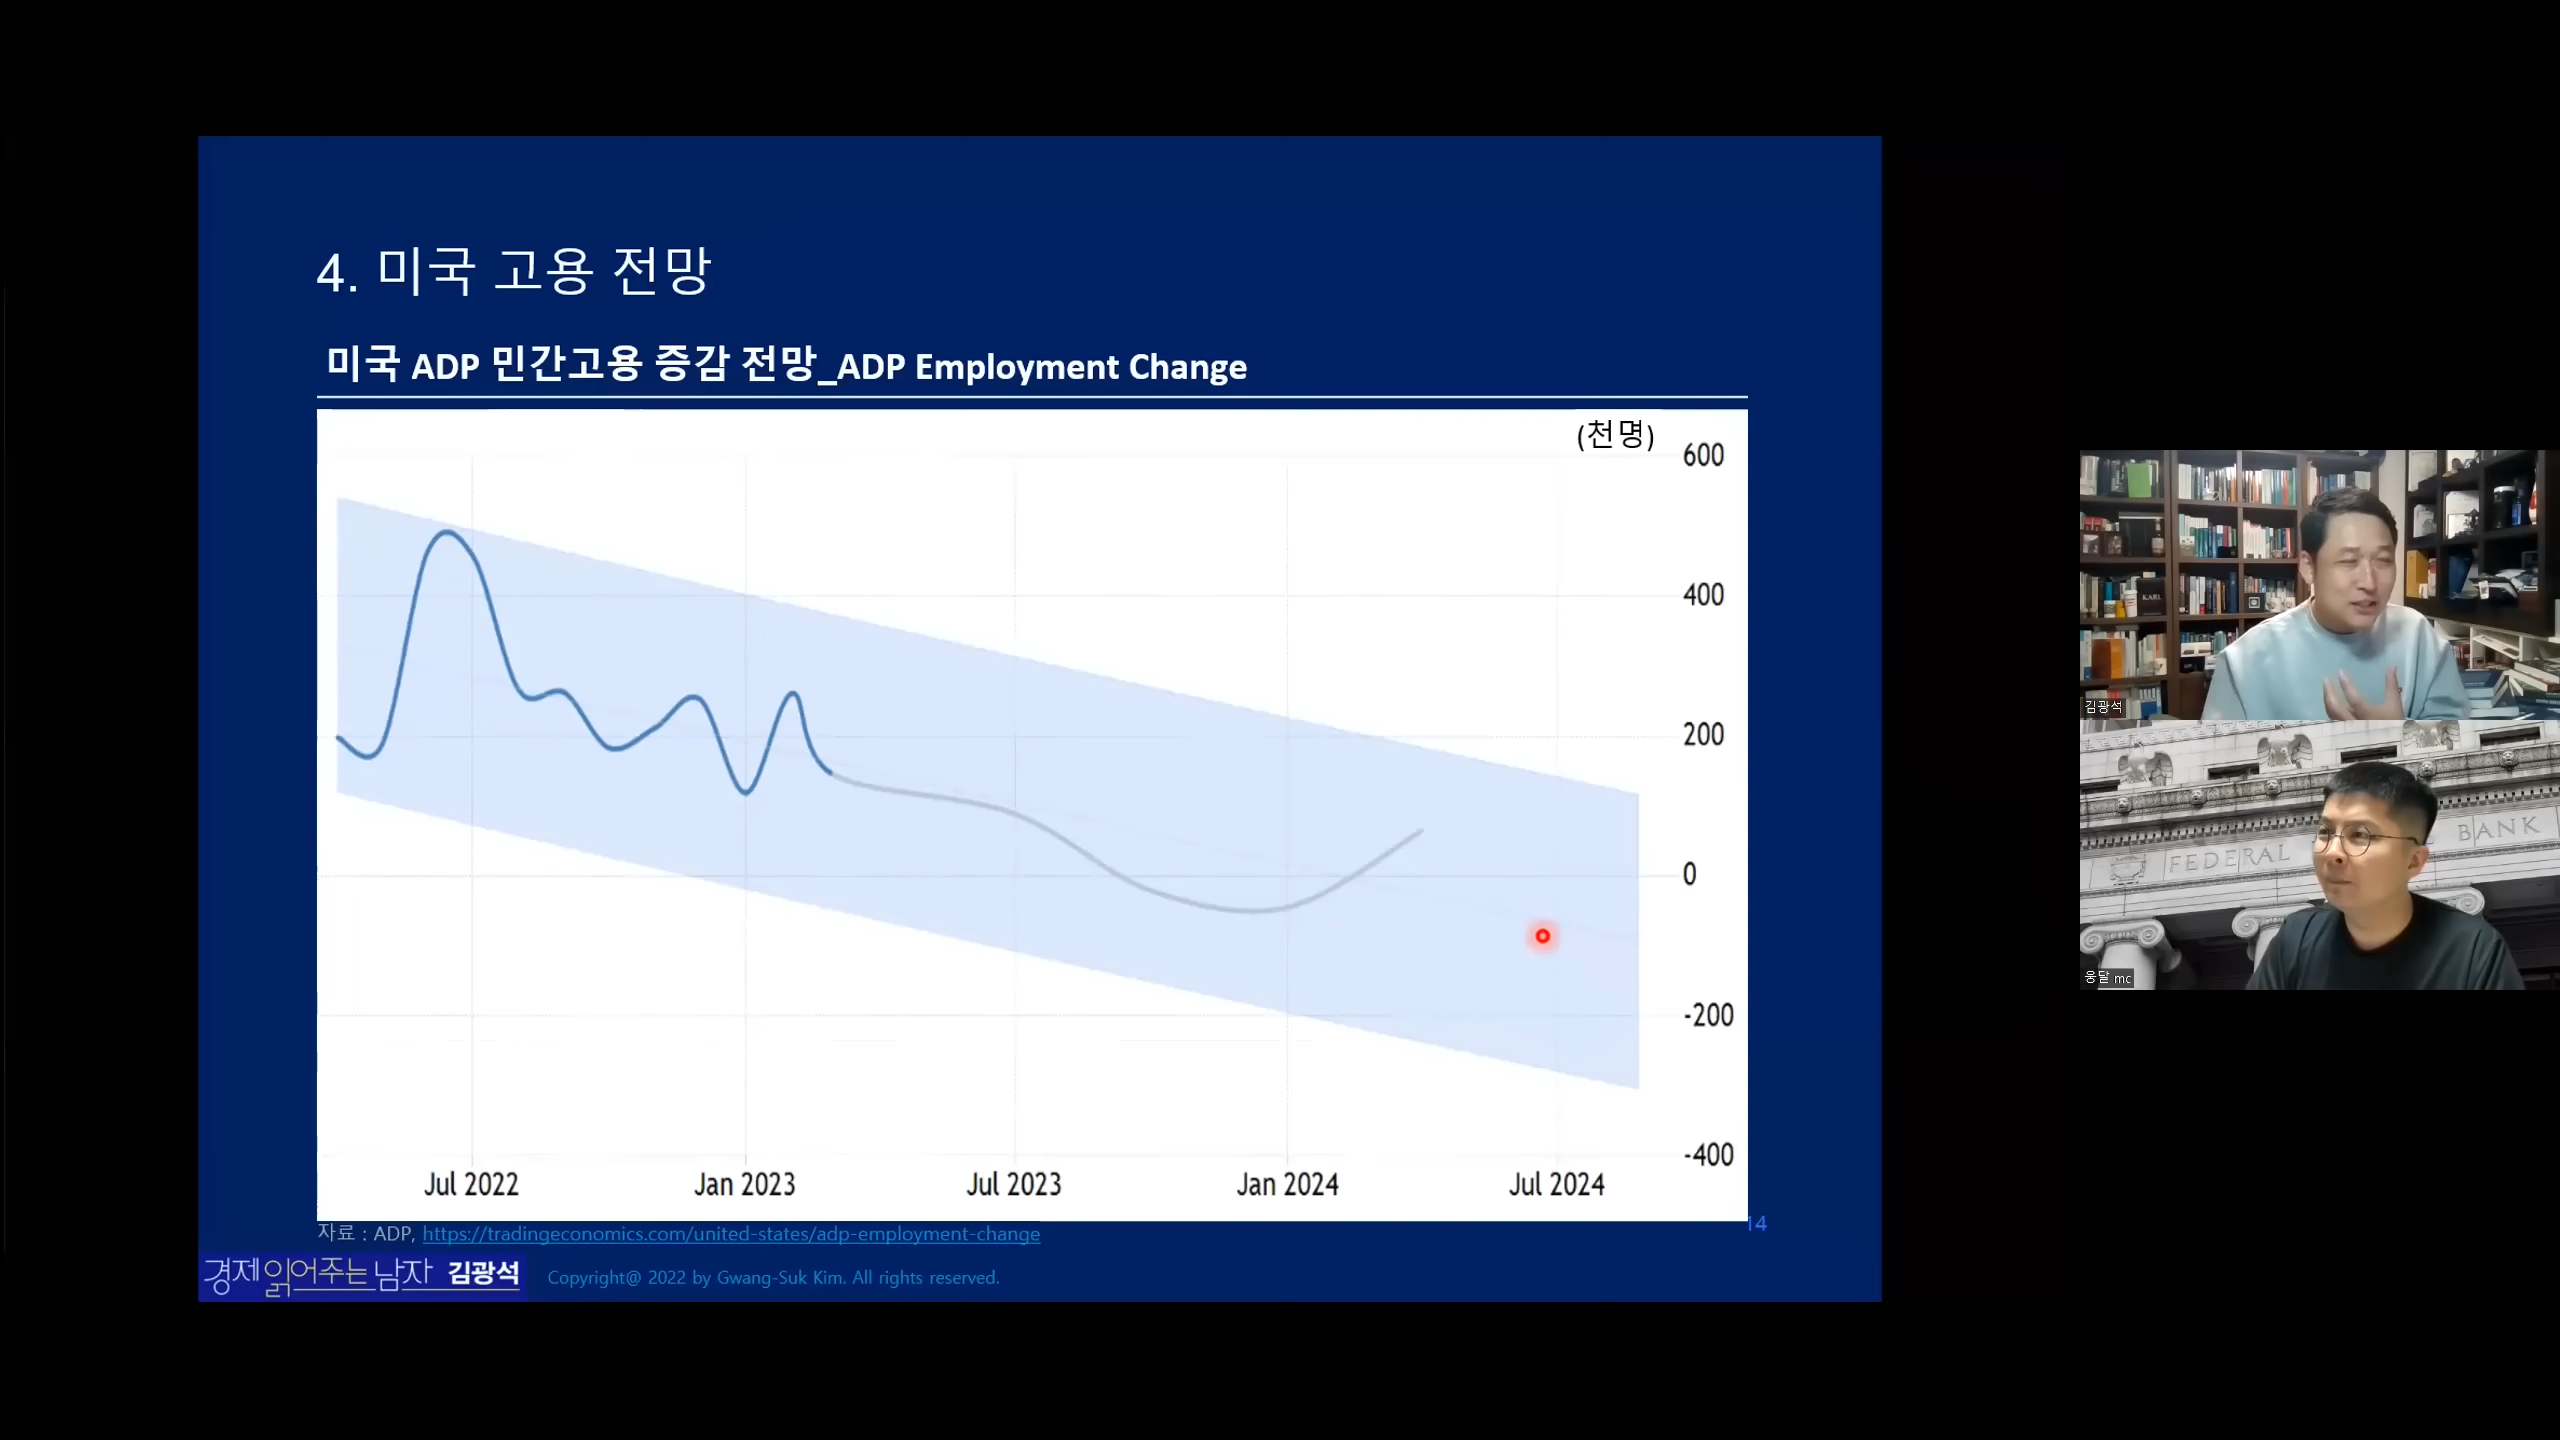 4. 미국 고용 전망
미국 ADP 민간고용 증감 전망_ADP Employment Change
(천명)
600
400
200
0
-200
-400
Jul 2022
Jan 2023
Jul 2023
Jan 2024
Jul 2024
자료 : ADP, https://tradingeconomics.com/united-states/adp-employment-change
14
경제 읽어주는 남자 김광석
Copyright@ 2022 by Gwang-Suk Kim. All rights reserved.
KARL
김광석
FEDERAL
BANK
웅달 mc